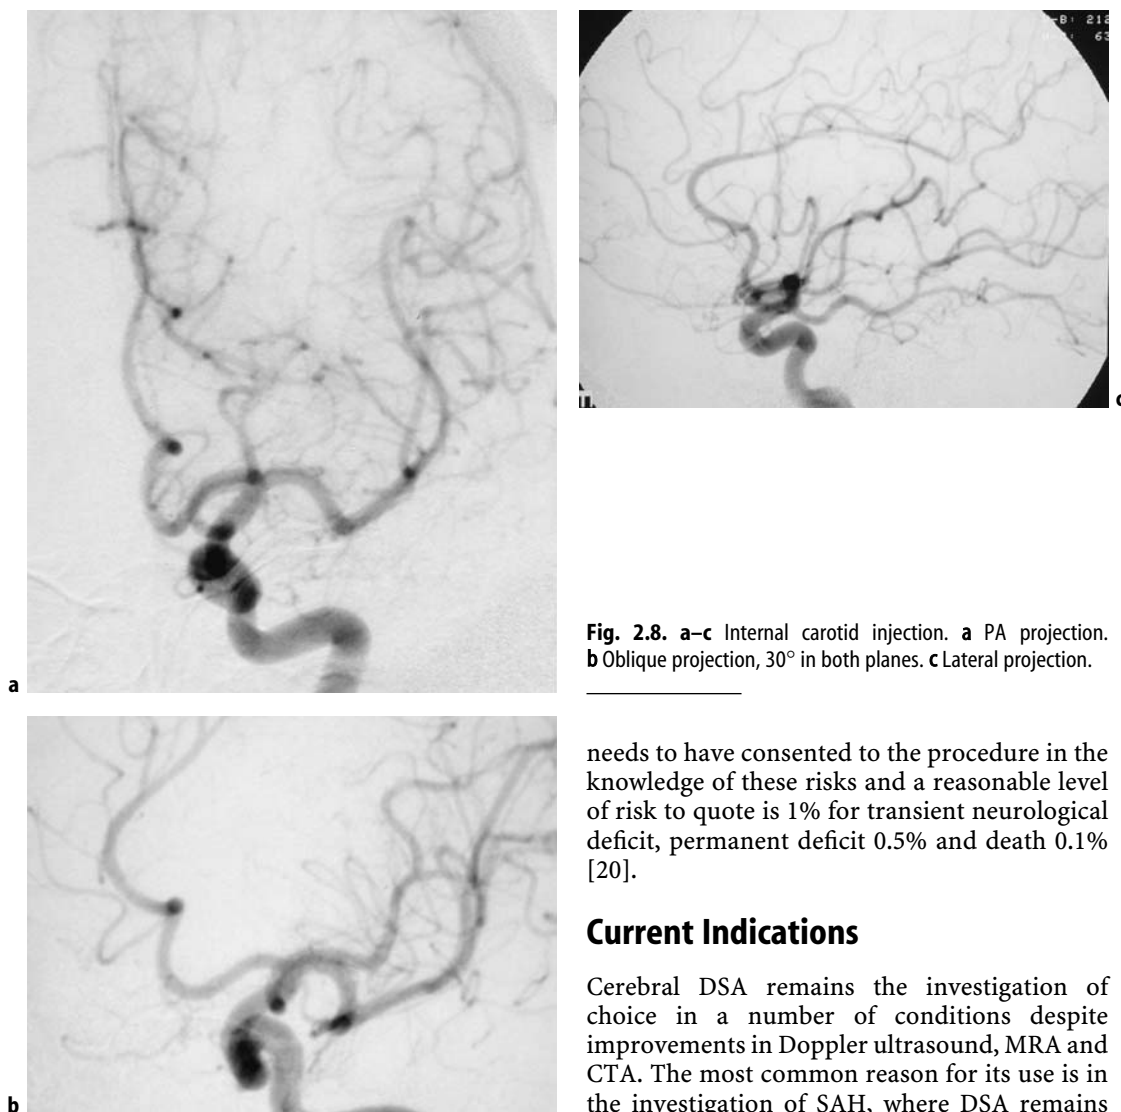 -B: 212
63
a
c
Fig. 2.8. a–c Internal carotid injection. a PA projection.
b Oblique projection, 30° in both planes. c Lateral projection.
needs to have consented to the procedure in the
knowledge of these risks and a reasonable level
of risk to quote is 1% for transient neurological
deficit, permanent deficit 0.5% and death 0.1%
[20].
Current Indications
Cerebral DSA remains the investigation of
choice in a number of conditions despite
improvements in Doppler ultrasound, MRA and
CTA. The most common reason for its use is in
the investigation of SAH, where DSA remains
b